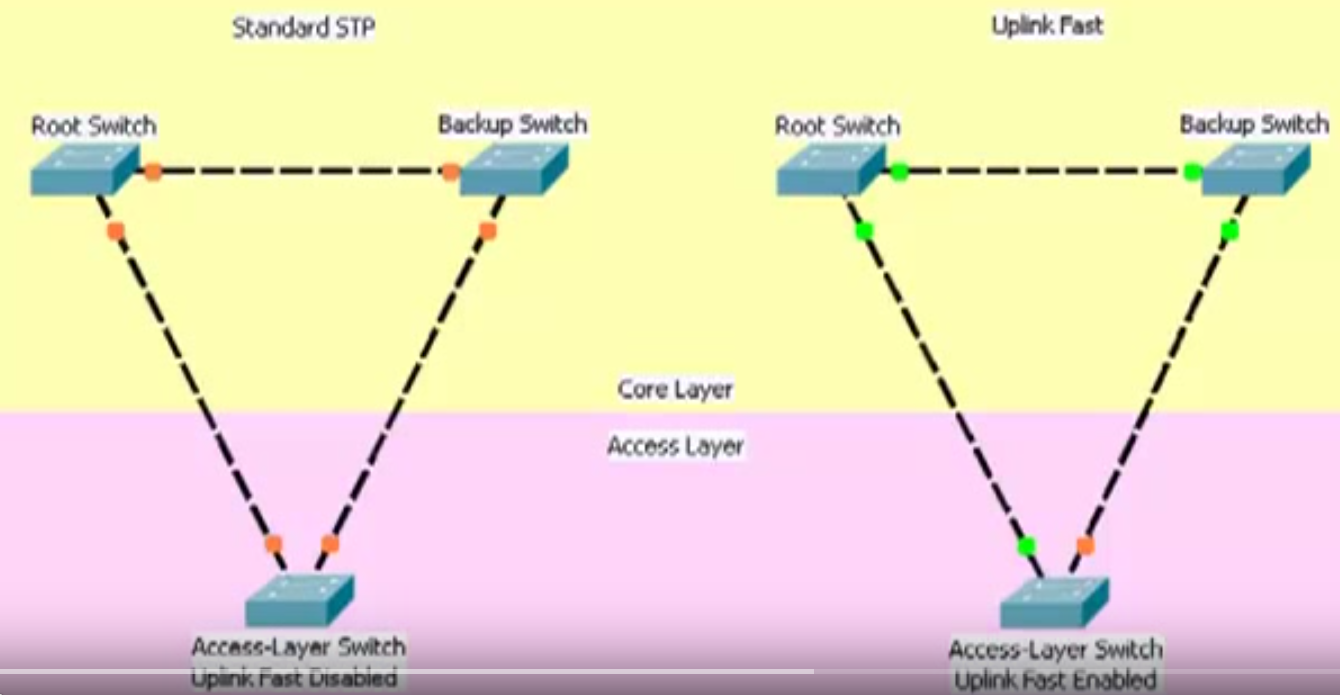 Standard STP
Uplink Fast
Root Switch
Backup Switch
Root Switch
Backup Switch
Core Layer
Access Layer
Access-Layer Switch
Uplink Fast Disabled
Access-Layer Switch
Uplink Fast Enabled